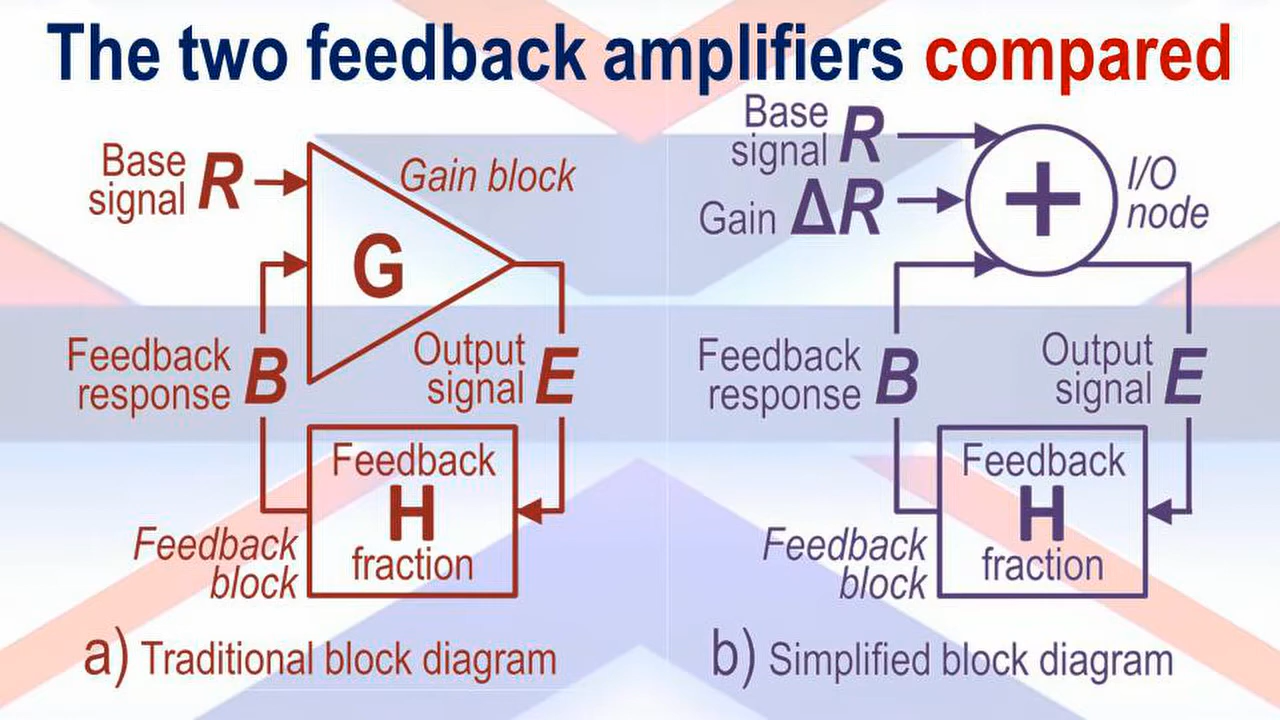 The two feedback amplifiers compared
Base
signal R
Gain block
G
Feedback
response B
Output
signal E
Feedback
H
fraction
Feedback
block
a) Traditional block diagram
Base
signal R
Gain ΔR
+
I/O
node
Feedback
response B
Output
signal E
Feedback
H
fraction
Feedback
block
b) Simplified block diagram